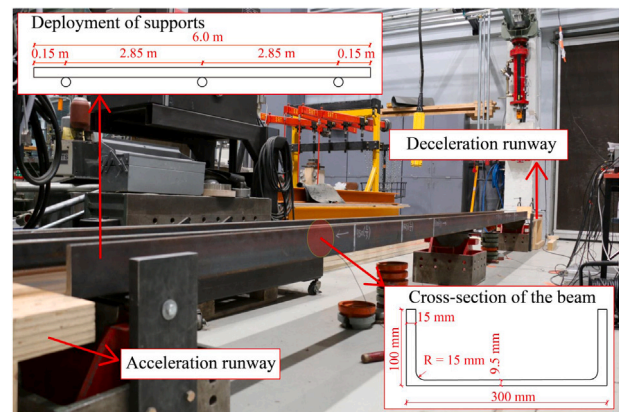 Deployment of supports
6.0 m
0.15 m 2.85 m 2.85 m 0.15 m
Deceleration runway
Cross-section of the beam
15 mm
100 mm
R = 15 mm
9.5 mm
300 mm
Acceleration runway